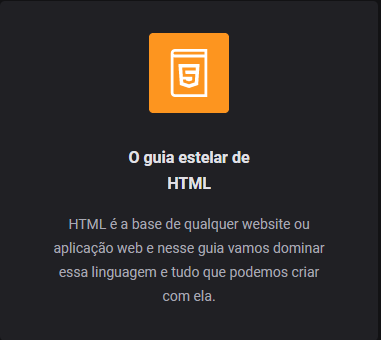 5
O guia estelar de
HTML
HTML é a base de qualquer website ou
aplicação web e nesse guia vamos dominar
essa linguagem e tudo que podemos criar
com ela.